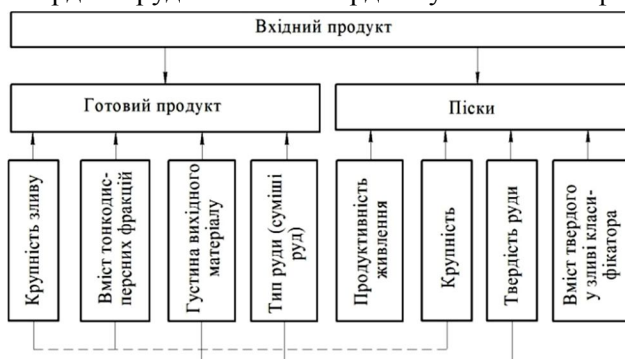 Вхідний продукт
Готовий продукт
Піски
Крупність зливу
Вміст тонкодис-
персних фракцій
Густина вихідного
матеріалу
Тип руди (суміші
руд)
Продуктивність
живлення
Крупність
Твердість руди
Вміст твердого
у зливі класи-
фікатора